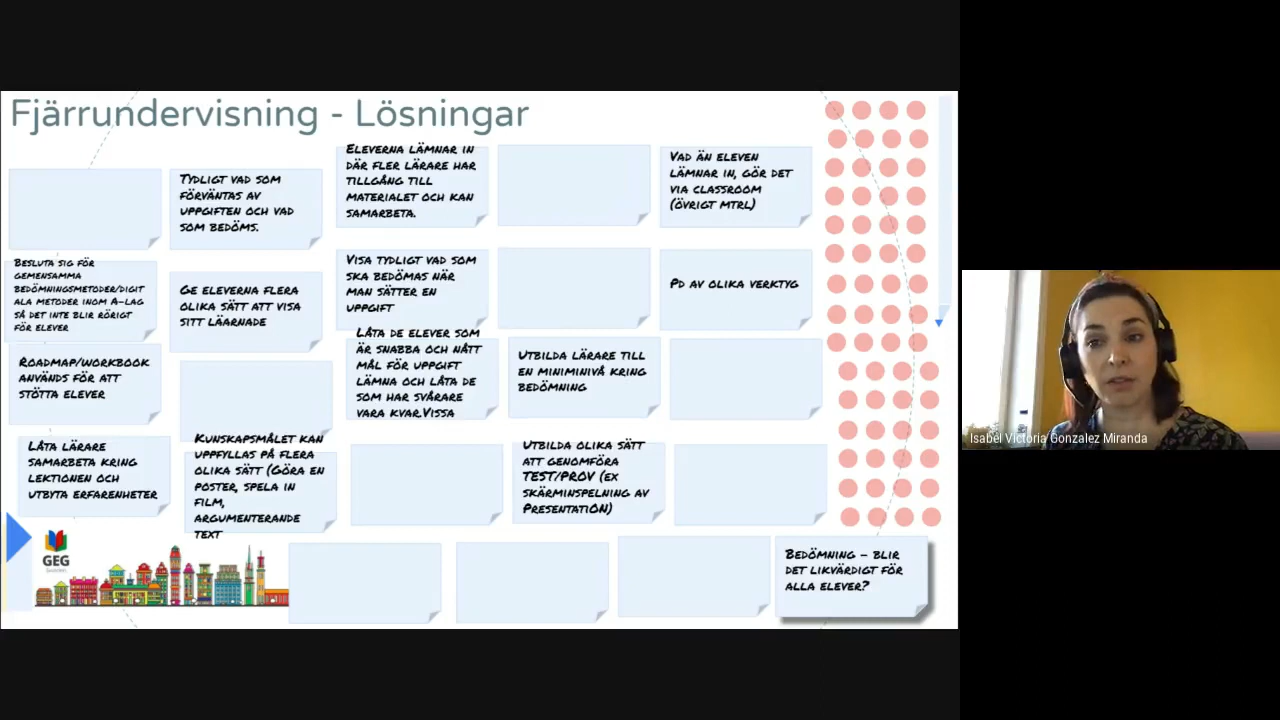 Fjärrundervisning - Lösningar
TYDLIGT VAD SOM
FÖRVÄNTAS AV
UPPGIFTEN OCH VAD
SOM BEDÖMS.
ELEVERNA LÄMNAR IN
DÄR FLER LÄRARE HAR
TILLGÅNG TILL
MATERIALET OCH KAN
SAMARBETA.
VAD ÄN ELEVEN
LÄMNAR IN, GÖR DET
VIA CLASSROOM
(ÖVRIGT MTRL)
BESLUTA SIG FÖR
GEMENSAMMA
BEDÖMNINGSMETODER/DIGIT
ALA METODER INOM A-LAG
SÅ DET INTE BLIR RÖRIGT
FÖR ELEVER
GE ELEVERNA FLERA
OLIKA SÄTT ATT VISA
SITT LÄARNADE
VISA TYDLIGT VAD SOM
SKA BEDÖMAS NÄR
MAN SÄTTER EN
UPPGIFT
PD AV OLIKA VERKTYG
ROADMAP/WORKBOOK
ANVÄNDS FÖR ATT
STÖTTA ELEVER
LÅTA DE ELEVER SOM
ÄR SNABBA OCH NÅTT
MÅL FÖR UPPGIFT
LÄMNA OCH LÅTA DE
SOM HAR SVÅRARE
VARA KVAR.VISSA
UTBILDA LÄRARE TILL
EN MINIMINIVÅ KRING
BEDÖMNING
LÅTA LÄRARE
SAMARBETA KRING
LEKTIONEN OCH
UTBYTA ERFARENHETER
KUNSKAPSMÅLET KAN
UPPFYLLAS PÅ FLERA
OLIKA SÄTT (GÖRA EN
POSTER, SPELA IN
FILM,
ARGUMENTERANDE
TEXT
UTBILDA OLIKA SÄTT
ATT GENOMFÖRA
TEST/PROV (EX
SKÄRMINSPELNING AV
PRESENTATION)
BEDÖMNING - BLIR
DET LIKVÄRDIGT FÖR
ALLA ELEVER?
GEG
Sweden
Isabel Victoria Gonzalez Miranda